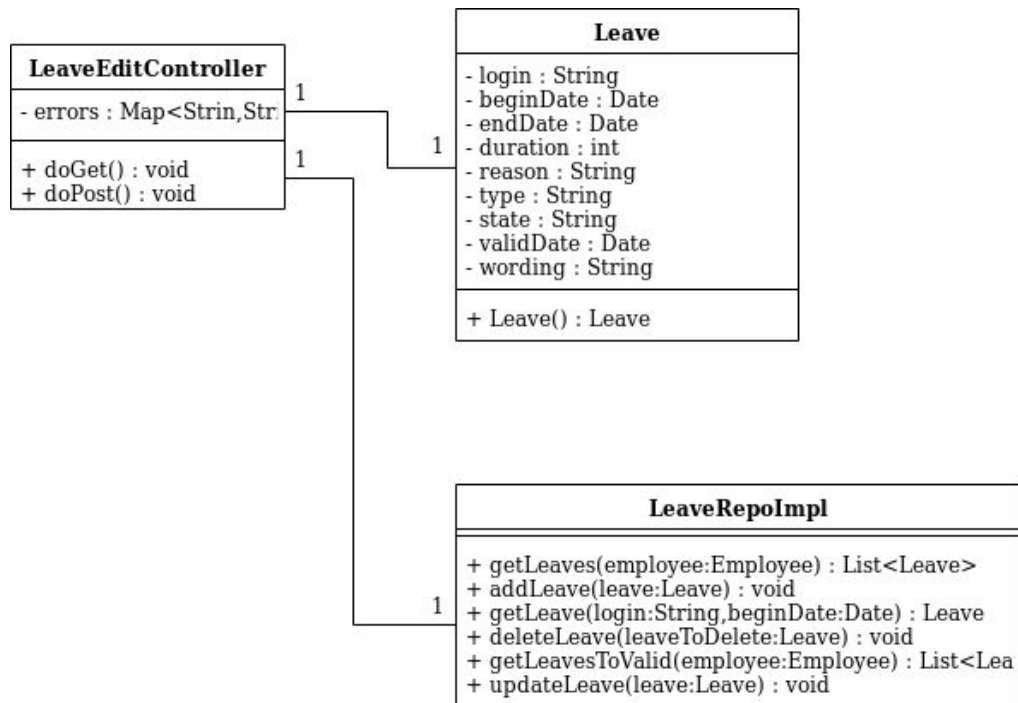 LeaveEditController
- errors : Map<Strin,Stri
+ doGet() : void
+ doPost() : void
1
1
1
Leave
- login : String
- beginDate : Date
- endDate : Date
- duration : int
- reason : String
- type : String
- state : String
- validDate : Date
- wording : String
+ Leave() : Leave
1
LeaveRepoImpl
+ getLeaves(employee:Employee) : List<Leave>
+ addLeave(leave:Leave) : void
+ getLeave(login:String,beginDate:Date) : Leave
+ deleteLeave(leaveToDelete:Leave) : void
+ getLeavesToValid(employee:Employee) : List<Lea
+ updateLeave(leave:Leave) : void